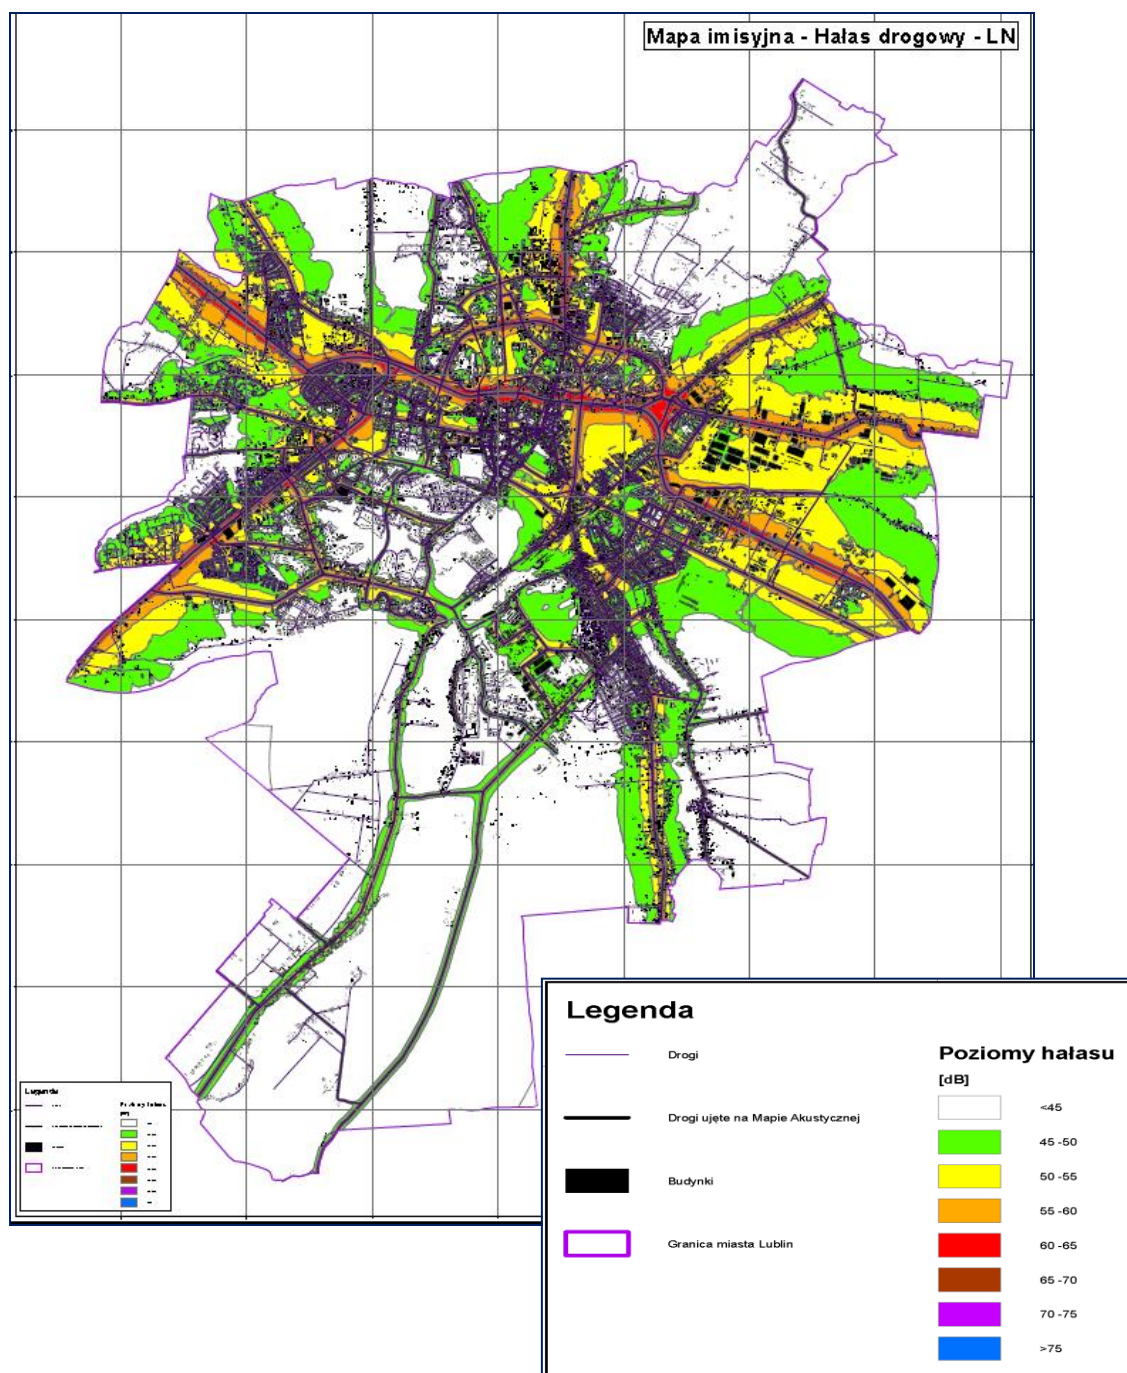 Mapa imisyjna - Hałas drogowy - LN
Legenda
Legenda
Drogi
Drogi ujęte na Mapie Akustycznej
Budynki
Granica miasta Lublin
Poziomy hałasu
[dB]
<45
45 -50
50 -55
55 -60
60 -65
65 -70
70 -75
>75